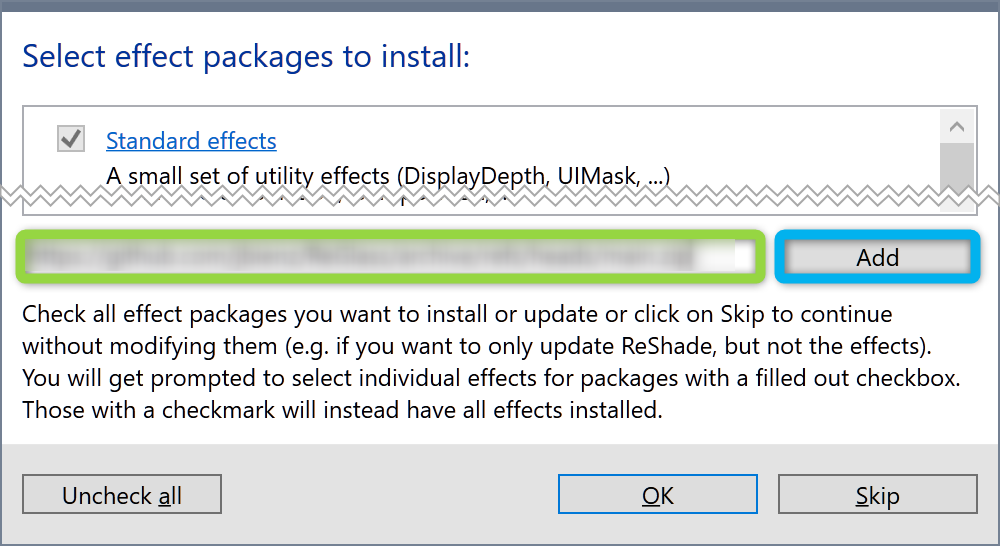 Select effect packages to install:
Standard effects
A small set of utility effects (DisplayDepth, UIMask, ...)
Add
Check all effect packages you want to install or update or click on Skip to continue
without modifying them (e.g. if you want to only update ReShade, but not the effects).
You will get prompted to select individual effects for packages with a filled out checkbox.
Those with a checkmark will instead have all effects installed.
Uncheck all
OK
Skip